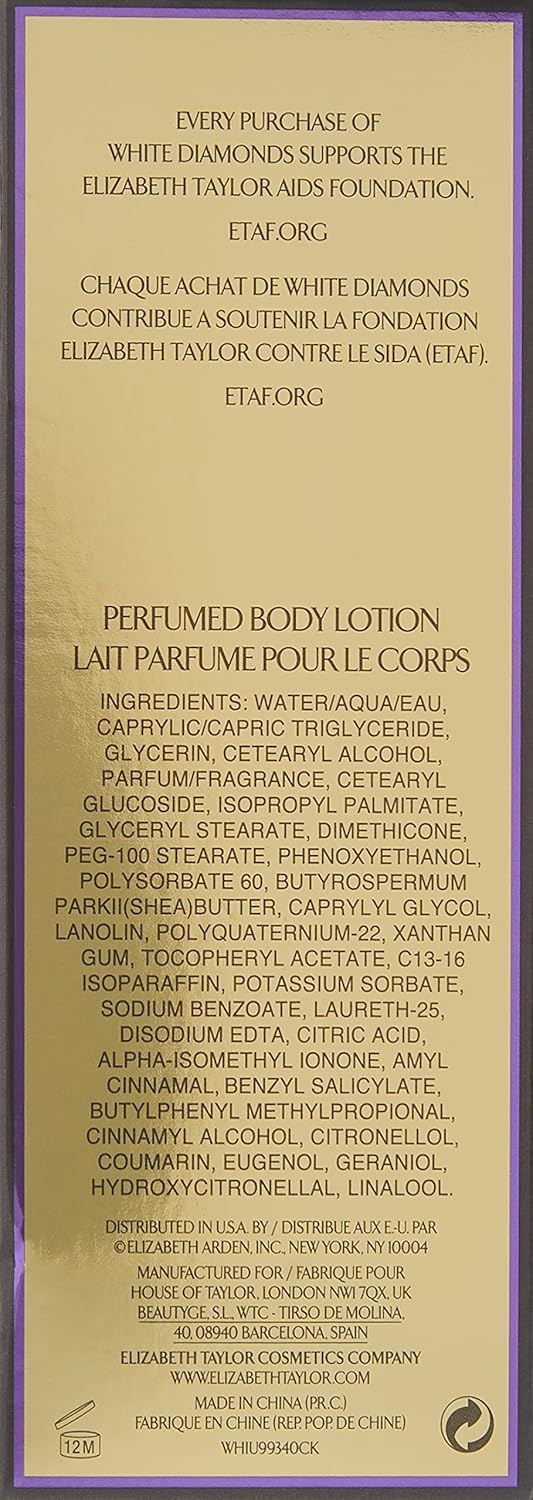 EVERY PURCHASE OF
WHITE DIAMONDS SUPPORTS THE
ELIZABETH TAYLOR AIDS FOUNDATION.
ETAF.ORG
CHAQUE ACHAT DE WHITE DIAMONDS
CONTRIBUE A SOUTENIR LA FONDATION
ELIZABETH TAYLOR CONTRE LE SIDA (ETAF).
ETAF.ORG
PERFUMED BODY LOTION
LAIT PARFUME POUR LE CORPS
INGREDIENTS: WATER/AQUA/EAU,
CAPRYLIC/CAPRIC TRIGLYCERIDE,
GLYCERIN, CETEARYL ALCOHOL,
PARFUM/FRAGRANCE, CETEARYL
GLUCOSIDE, ISOPROPYL PALMITATE,
GLYCERYL STEARATE, DIMETHICONE,
PEG-100 STEARATE, PHENOXYETHANOL,
POLYSORBATE 60, BUTYROSPERMUM
PARKII(SHEA)BUTTER, CAPRYLYL GLYCOL,
LANOLIN, POLYQUATERNIUM-22, XANTHAN
GUM, TOCOPHERYL ACETATE, C13-16
ISOPARAFFIN, POTASSIUM SORBATE,
SODIUM BENZOATE, LAURETH-25,
DISODIUM EDTA, CITRIC ACID,
ALPHA-ISOMETHYL IONONE, AMYL
CINNAMAL, BENZYL SALICYLATE,
BUTYLPHENYL METHYLPROPIONAL,
CINNAMYL ALCOHOL, CITRONELLOL,
COUMARIN, EUGENOL, GERANIOL,
HYDROXYCITRONELLAL, LINALOOL.
DISTRIBUTED IN U.S.A. BY / DISTRIBUE AUX E.-U. PAR
©ELIZABETH ARDEN, INC., NEW YORK, NY 10004
MANUFACTURED FOR / FABRIQUE POUR
HOUSE OF TAYLOR, LONDON NW1 7QX, UK
BEAUTYGE, S.L., WTC - TIRSO DE MOLINA,
40, 08940 BARCELONA, SPAIN
ELIZABETH TAYLOR COSMETICS COMPANY
WWW.ELIZABETHTAYLOR.COM
MADE IN CHINA (P.R.C.)
FABRIQUE EN CHINE (REP. POP. DE CHINE)
12M
WHIU99340CK